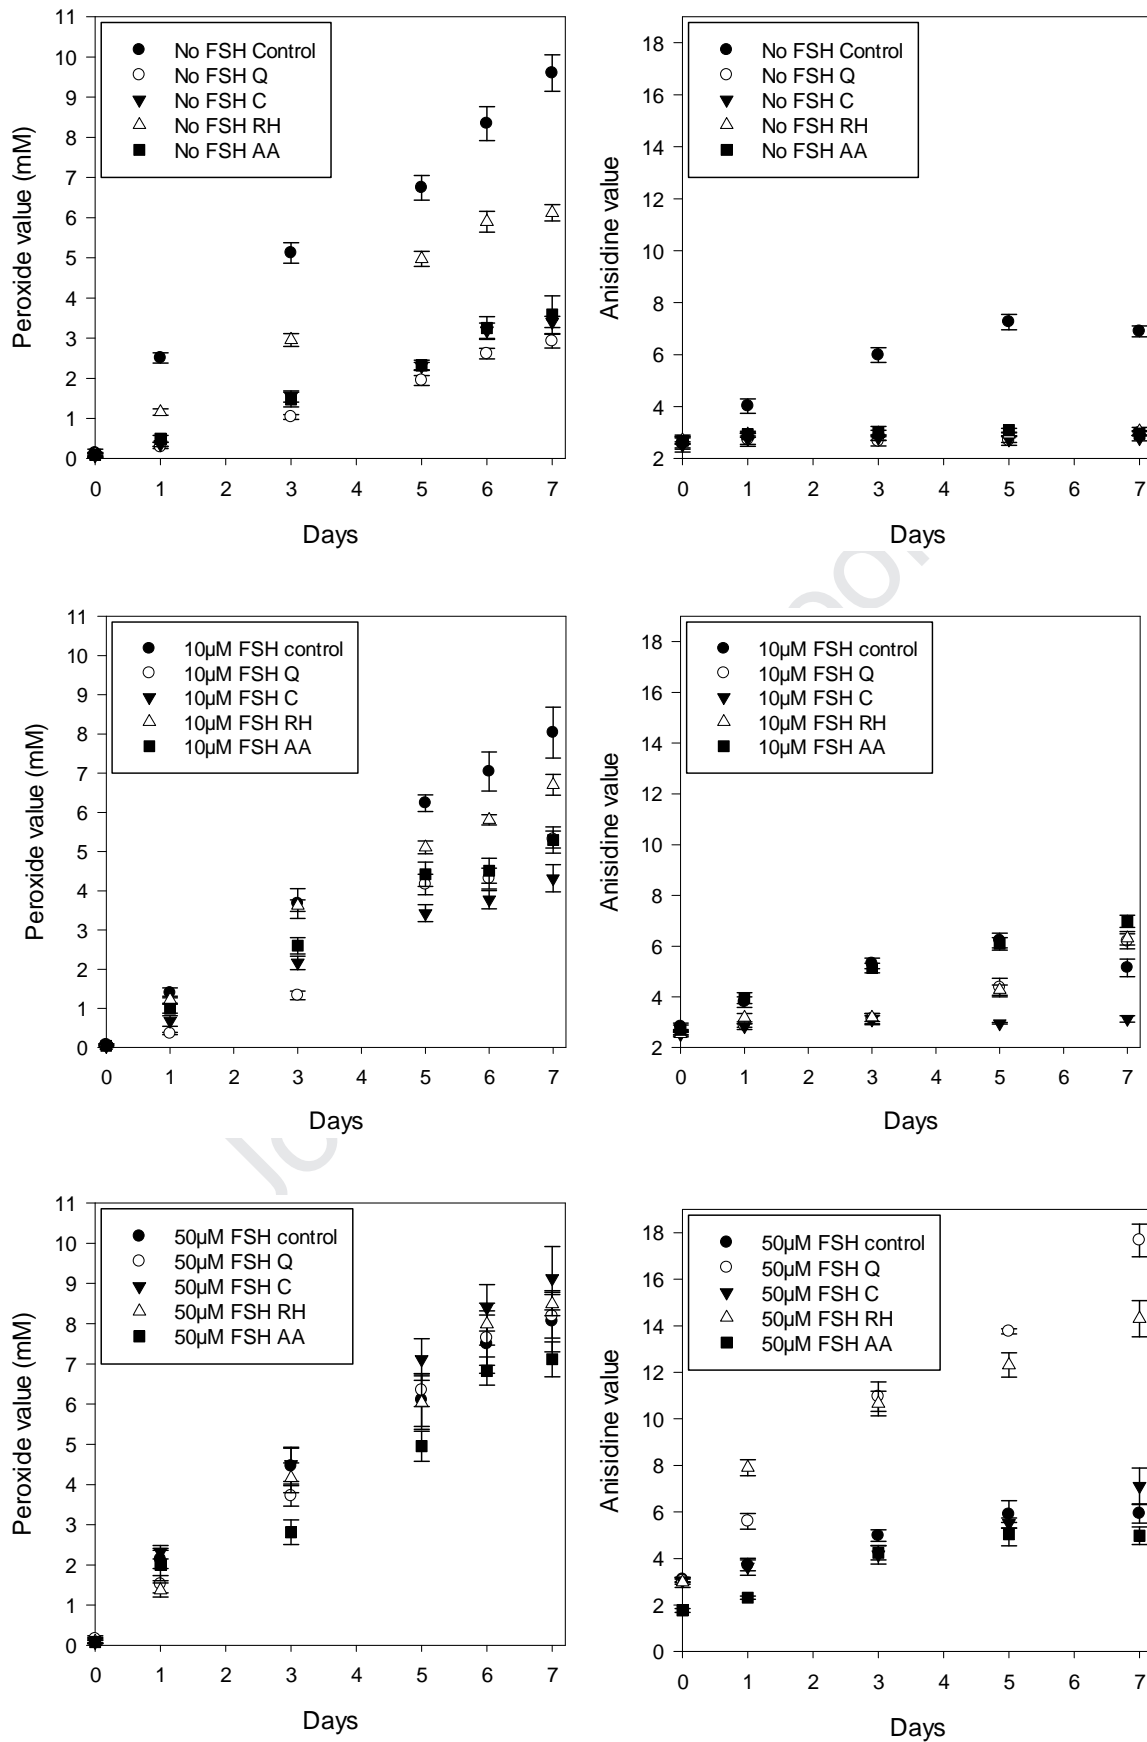 11
10
9
8
7
6
5
4
3
2
1
0
Peroxide value (mM)
No FSH Control
No FSH Q
No FSH C
No FSH RH
No FSH AA
0 1 2 3 4 5 6 7
Days
18
16
14
12
10
8
6
4
2
Anisidine value
No FSH Control
No FSH Q
No FSH C
No FSH RH
No FSH AA
0 1 2 3 4 5 6 7
Days
11
10
9
8
7
6
5
4
3
2
1
0
Peroxide value (mM)
10µM FSH control
10µM FSH Q
10µM FSH C
10µM FSH RH
10µM FSH AA
0 1 2 3 4 5 6 7
Days
18
16
14
12
10
8
6
4
2
Anisidine value
10µM FSH control
10µM FSH Q
10µM FSH C
10µM FSH RH
10µM FSH AA
0 1 2 3 4 5 6 7
Days
11
10
9
8
7
6
5
4
3
2
1
0
Peroxide value (mM)
50µM FSH control
50µM FSH Q
50µM FSH C
50µM FSH RH
50µM FSH AA
0 1 2 3 4 5 6 7
Days
18
16
14
12
10
8
6
4
2
0
Anisidine value
50µM FSH control
50µM FSH Q
50µM FSH C
50µM FSH RH
50µM FSH AA
0 1 2 3 4 5 6 7
Days